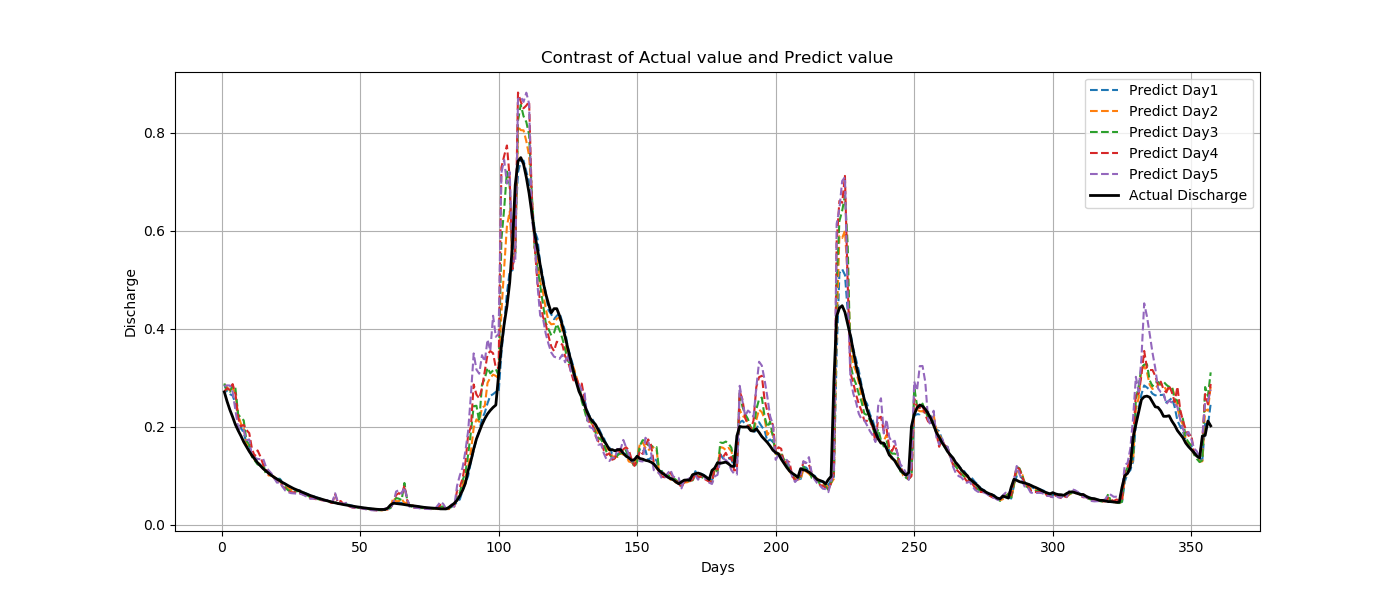 Contrast of Actual value and Predict value
Predict Day1
Predict Day2
Predict Day3
Predict Day4
Predict Day5
Actual Discharge
Discharge
0.8
0.6
0.4
0.2
0.0
0 50 100 150 200 250 300 350
Days